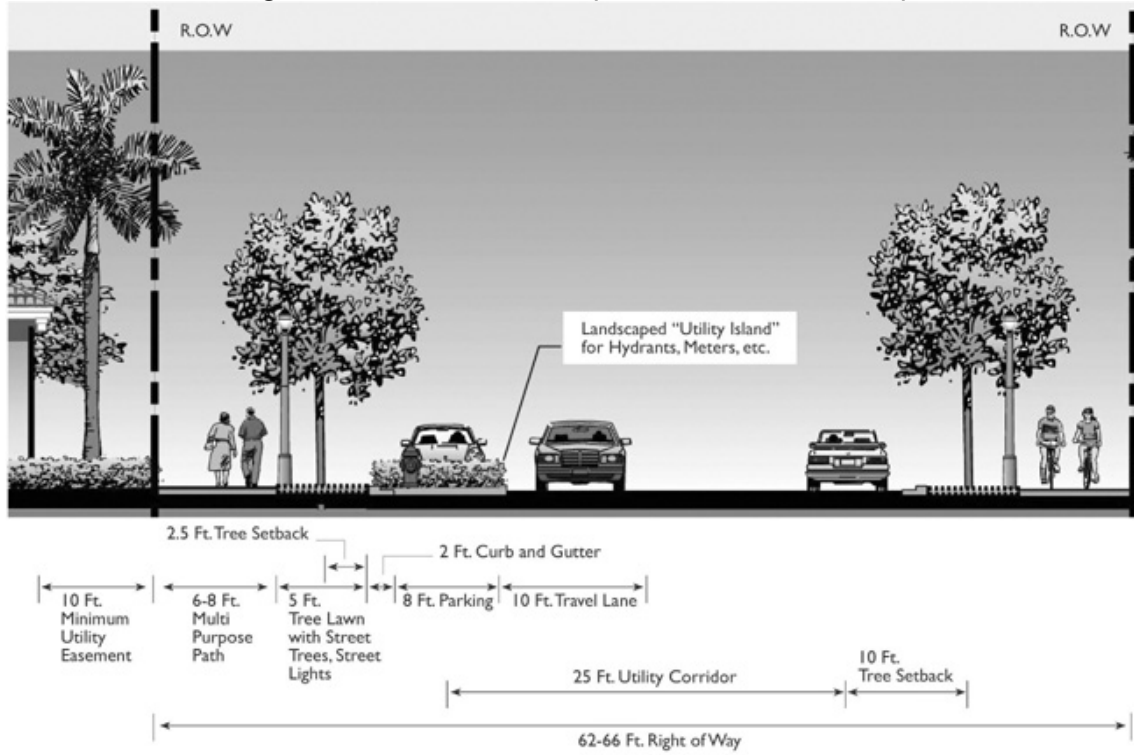 R.O.W
R.O.W
Landscaped “Utility Island”
for Hydrants, Meters, etc.
2.5 Ft. Tree Setback
2 Ft. Curb and Gutter
10 Ft.
Minimum
Utility
Easement
6-8 Ft.
Multi
Purpose
Path
5 Ft.
Tree Lawn
with Street
Trees, Street
Lights
8 Ft. Parking
10 Ft. Travel Lane
25 Ft. Utility Corridor
10 Ft.
Tree Setback
62-66 Ft. Right of Way